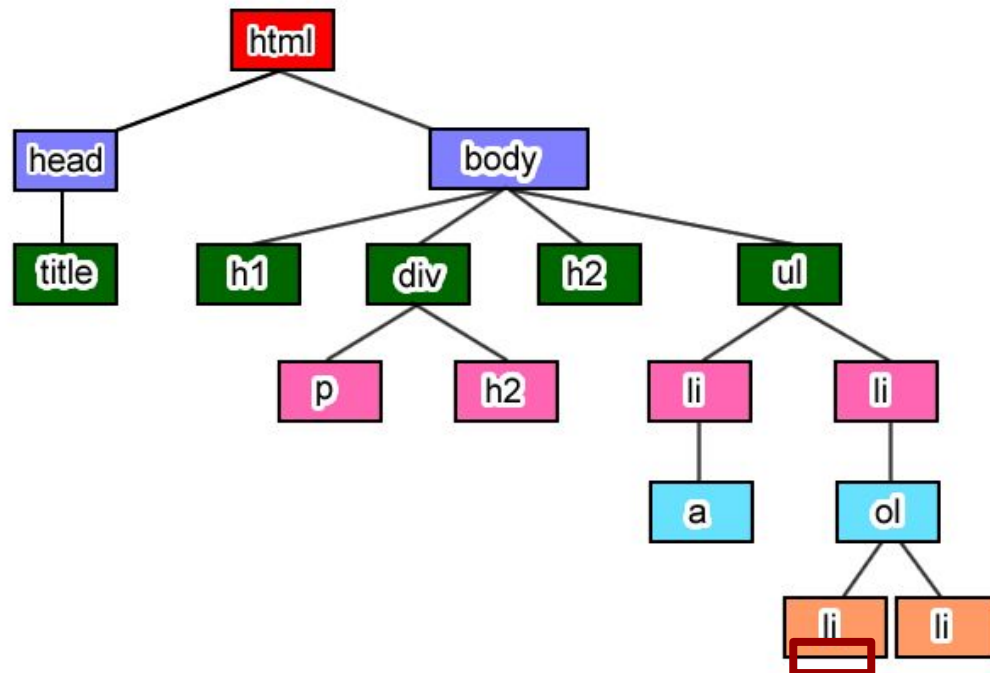 html
head body
title h1 div h2 ul
p h2 li li
a ol
li li